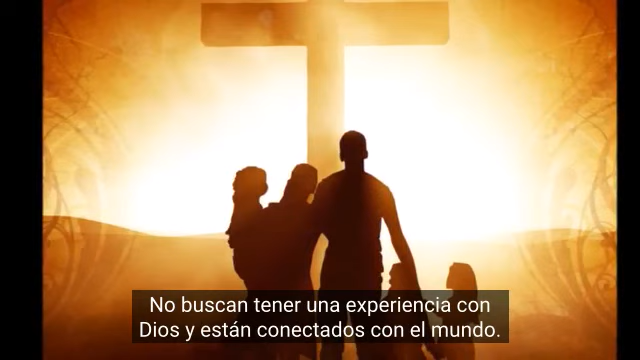 No buscan tener una experiencia con
Dios y están conectados con el mundo.